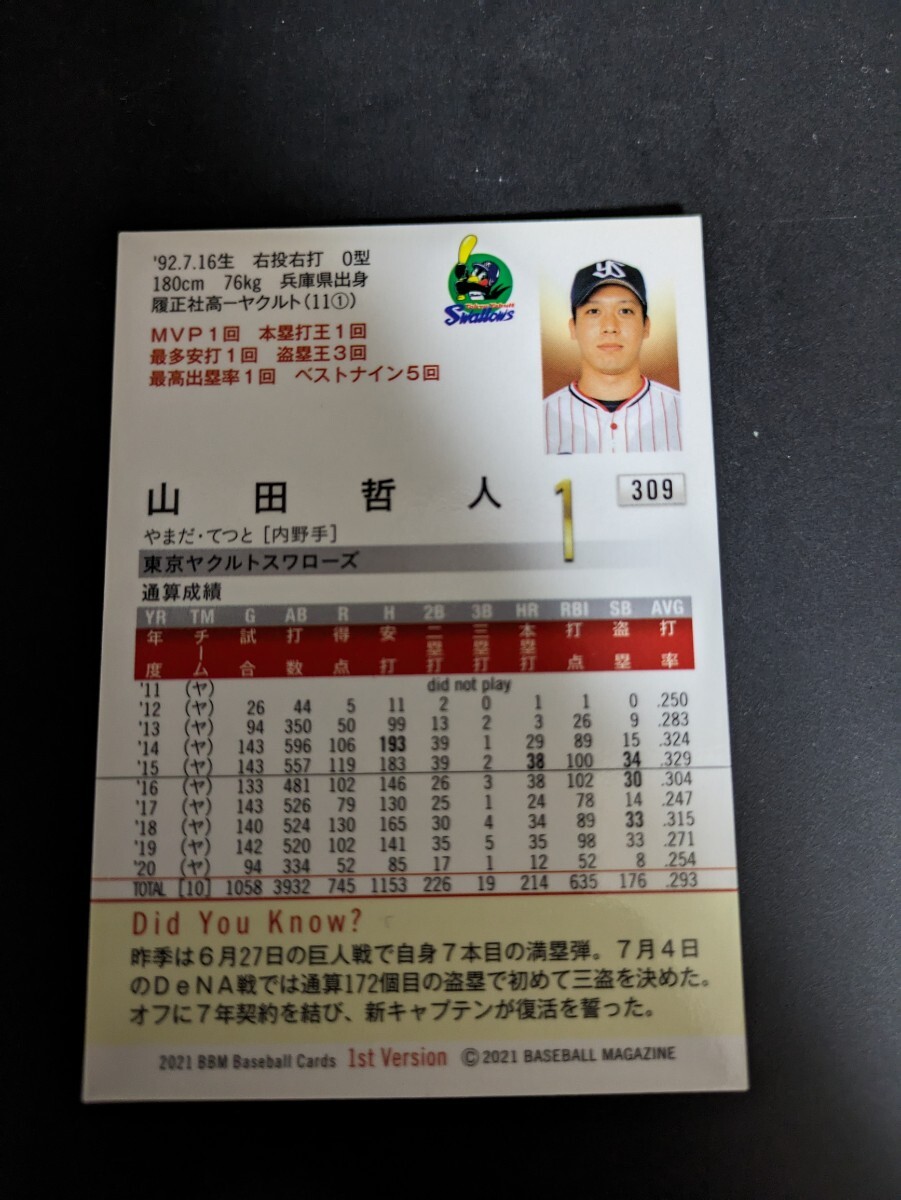 '92.7.16生 右投右打 O型
180cm 76kg 兵庫県出身
履正社高ーヤクルト(11①)
MVP1回 本塁打王1回
最多安打1回 盗塁王3回
最高出塁率1回 ベストナイン5回
Tokyo Yakult
Swallows
YS
山田哲人 1 309
やまだ・てつと [内野手]
東京ヤクルトスワローズ
通算成績
YR TM G AB R H 2B 3B HR RBI SB AVG
年度 チーム 試合 打数 得点 安打 二塁打 三塁打 本塁打 打点 盗塁 打率
'11 (ヤ) did not play
'12 (ヤ) 26 44 5 11 2 0 1 1 0 .250
'13 (ヤ) 94 350 50 99 13 2 3 26 9 .283
'14 (ヤ) 143 596 106 193 39 1 29 89 15 .324
'15 (ヤ) 143 557 119 183 39 2 38 100 34 .329
'16 (ヤ) 133 481 102 146 26 3 38 102 30 .304
'17 (ヤ) 143 526 79 130 25 1 24 78 14 .247
'18 (ヤ) 140 524 130 165 30 4 34 89 33 .315
'19 (ヤ) 142 520 102 141 35 5 35 98 33 .271
'20 (ヤ) 94 334 52 85 17 1 12 52 8 .254
TOTAL [10] 1058 3932 745 1153 226 19 214 635 176 .293
Did You Know?
昨季は6月27日の巨人戦で自身7本目の満塁弾。7月4日
のDeNA戦では通算172個目の盗塁で初めて三盗を決めた。
オフに7年契約を結び、新キャプテンが復活を誓った。
2021 BBM Baseball Cards 1st Version ©2021 BASEBALL MAGAZINE